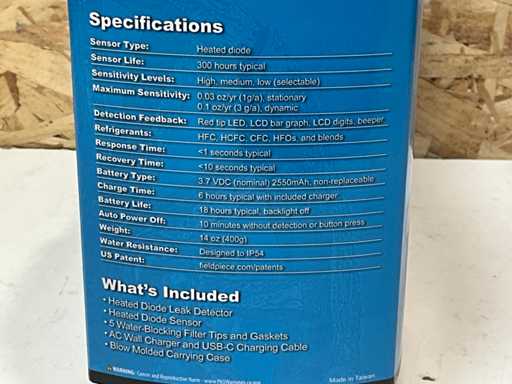 Specifications
Sensor Type: Heated diode
Sensor Life: 300 hours typical
Sensitivity Levels: High, medium, low (selectable)
Maximum Sensitivity: 0.03 oz/yr (1g/a), stationary
0.1 oz/yr (3 g/a), dynamic
Detection Feedback: Red tip LED, LCD bar graph, LCD digits, beeper
Refrigerants: HFC, HCFC, CFC, HFOs, and blends
Response Time: <1 seconds typical
Recovery Time: <10 seconds typical
Battery Type: 3.7 VDC (nominal) 2550mAh, non-replaceable
Charge Time: 6 hours typical with included charger
Battery Life: 18 hours typical, backlight off
Auto Power Off: 10 minutes without detection or button press
Weight: 14 oz (400g)
Water Resistance: Designed to IP54
US Patent: fieldpiece.com/patents
What's Included
• Heated Diode Leak Detector
• Heated Diode Sensor
• 5 Water-Blocking Filter Tips and Gaskets
• AC Wall Charger and USB-C Charging Cable
• Blow Molded Carrying Case
WARNING: Cancer and Reproductive Harm - www.P65Warnings.ca.gov
Made in Taiwan